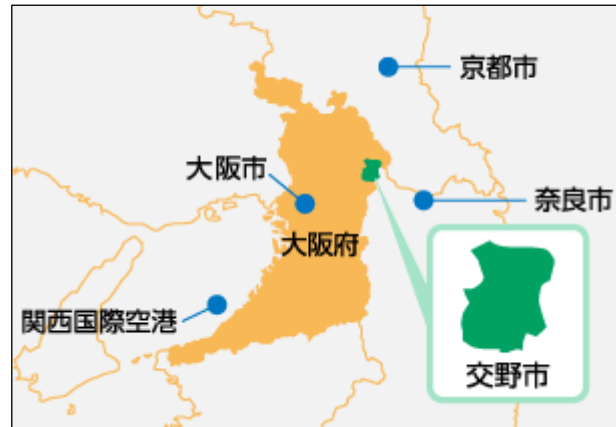 京都市
大阪市
奈良市
大阪府
関西国際空港
交野市